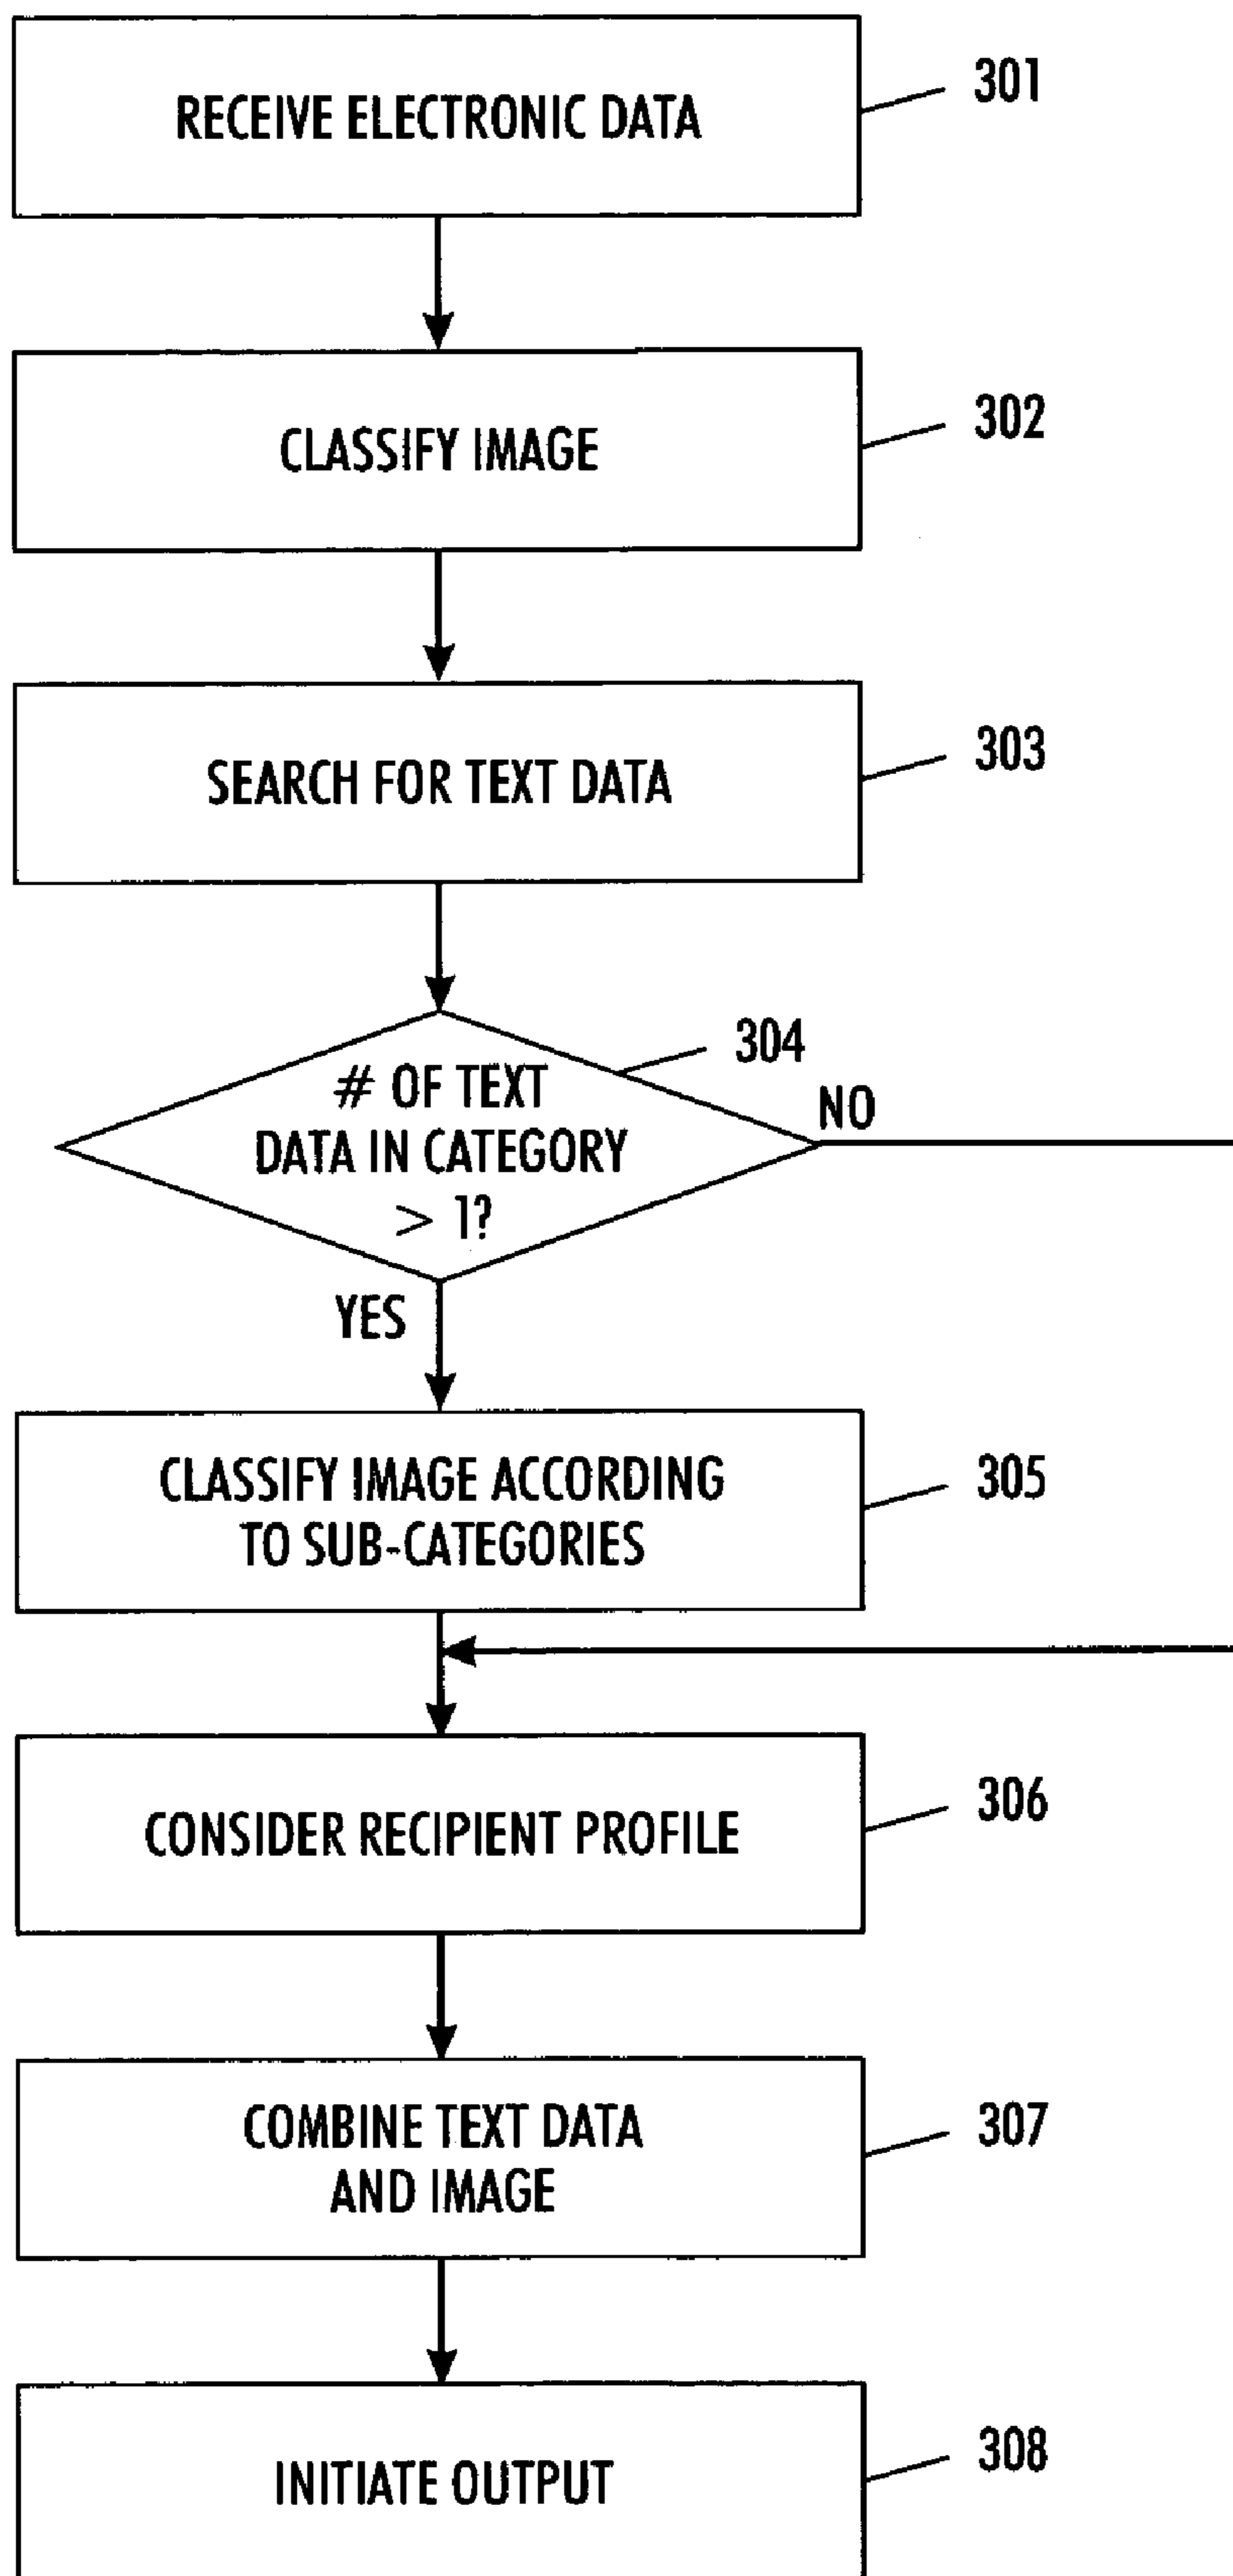 RECEIVE ELECTRONIC DATA
301
CLASSIFY IMAGE
302
SEARCH FOR TEXT DATA
303
# OF TEXT
DATA IN CATEGORY
> 1?
304
NO
YES
CLASSIFY IMAGE ACCORDING
TO SUB-CATEGORIES
305
CONSIDER RECIPIENT PROFILE
306
COMBINE TEXT DATA
AND IMAGE
307
INITIATE OUTPUT
308